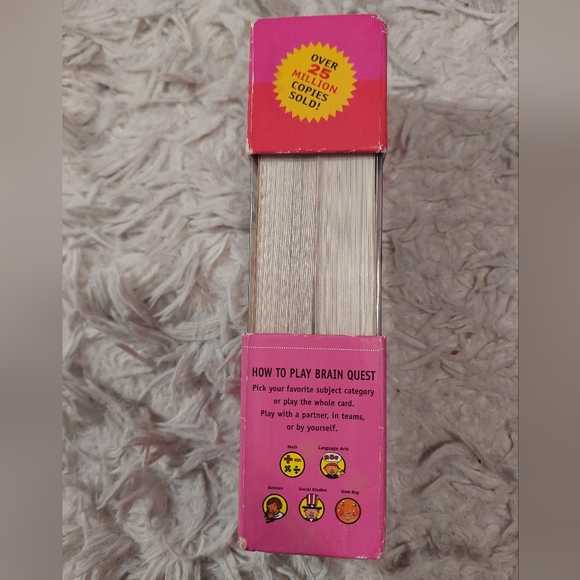 OVER
25
MILLION
COPIES
SOLD!
HOW TO PLAY BRAIN QUEST
Pick your favorite subject category
or play the whole card.
Play with a partner, in teams,
or by yourself.
Math Language Arts
ABC
Science Social Studies Grab Bag